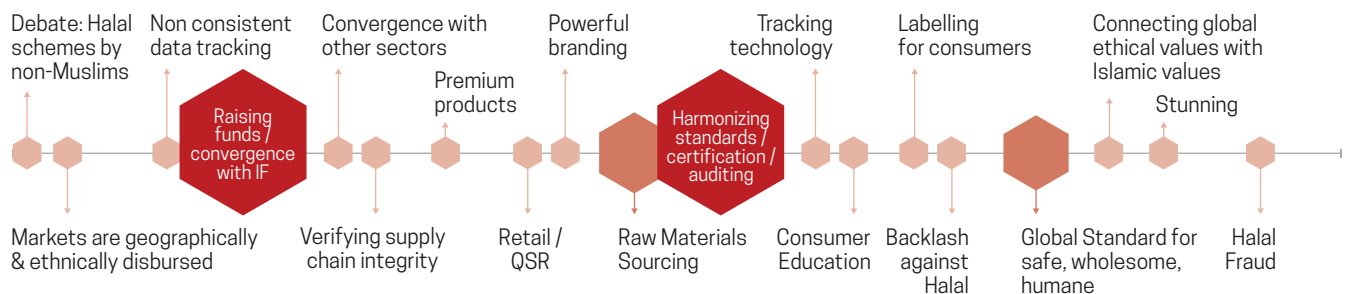 Debate: Halal
schemes by
non-Muslims
Non consistent
data tracking
Convergence with
other sectors
Premium
products
Powerful
branding
Tracking
technology
Labelling
for consumers
Connecting global
ethical values with
Islamic values
Stunning
Raising
funds /
convergence
with IF
Harmonizing
standards /
certification /
auditing
Markets are geographically
& ethnically disbursed
Verifying supply
chain integrity
Retail /
QSR
Raw Materials
Sourcing
Consumer
Education
Backlash
against
Halal
Global Standard for
safe, wholesome,
humane
Halal
Fraud